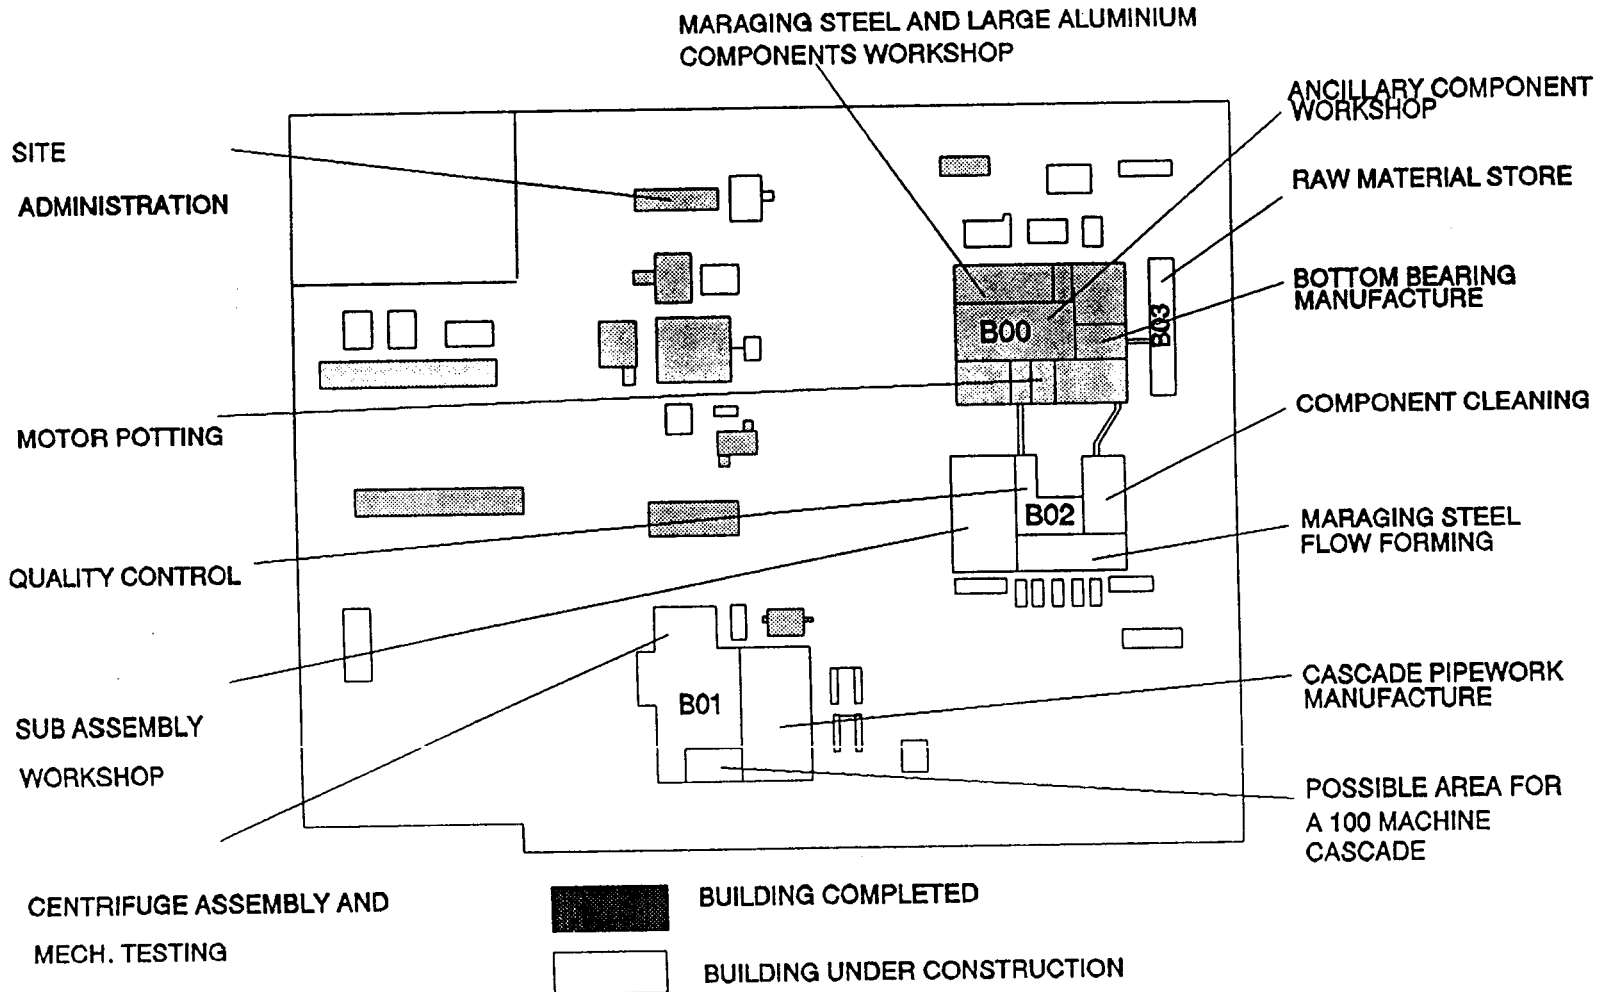 MARAGING STEEL AND LARGE ALUMINIUM
COMPONENTS WORKSHOP
ANCILLARY COMPONENT
WORKSHOP
SITE
ADMINISTRATION
RAW MATERIAL STORE
BOTTOM BEARING
MANUFACTURE
B00
B03
MOTOR POTTING
COMPONENT CLEANING
B02
MARAGING STEEL
FLOW FORMING
QUALITY CONTROL
SUB ASSEMBLY
WORKSHOP
B01
CASCADE PIPEWORK
MANUFACTURE
POSSIBLE AREA FOR
A 100 MACHINE
CASCADE
CENTRIFUGE ASSEMBLY AND
MECH. TESTING
BUILDING COMPLETED
BUILDING UNDER CONSTRUCTION